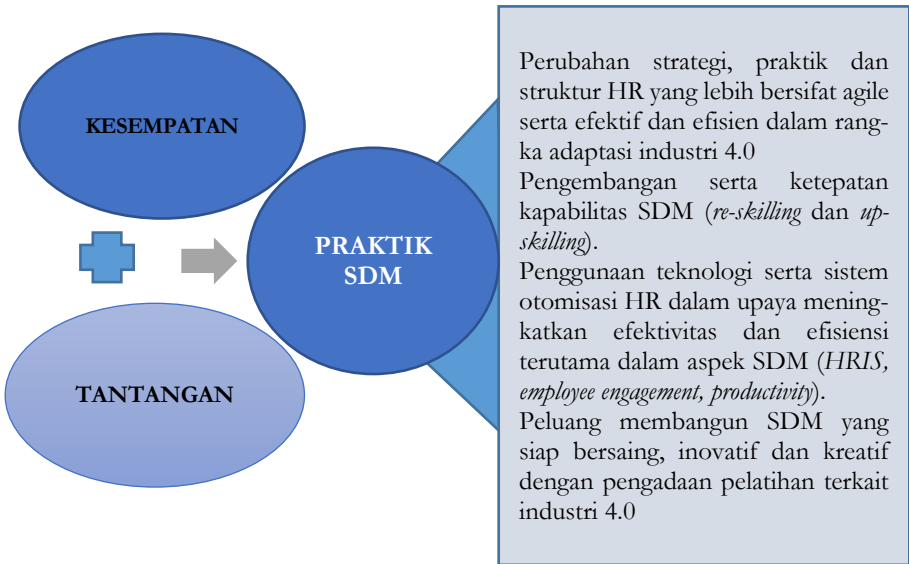 KESEMPATAN
TANTANGAN
PRAKTIK
SDM
Perubahan strategi, praktik dan
struktur HR yang lebih bersifat agile
serta efektif dan efisien dalam rang-
ka adaptasi industri 4.0
Pengembangan serta ketepatan
kapabilitas SDM (re-skilling dan up-
skilling).
Penggunaan teknologi serta sistem
otomisasi HR dalam upaya mening-
katkan efektivitas dan efisiensi
terutama dalam aspek SDM (HRIS,
employee engagement, productivity).
Peluang membangun SDM yang
siap bersaing, inovatif dan kreatif
dengan pengadaan pelatihan terkait
industri 4.0